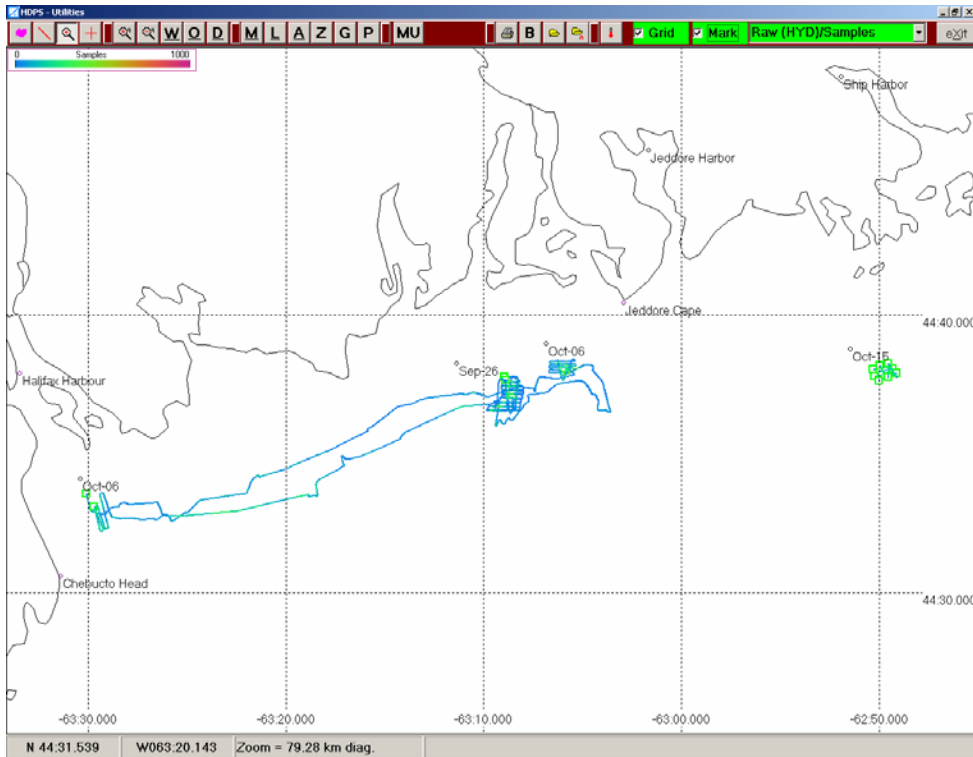 HDPS - Utilities
W O D M L A Z G P MU B Grid Mark Raw (HYD)/Samples eXit
0 Samples 1000
Ship Harbor
Jeddore Harbor
Jeddore Cape
44:40.000
Oct-06
Oct-15
Sep-26
Halifax Harbour
Oct-06
Chebucto Head
44:30.000
-63:30.000 -63:20.000 -63:10.000 -63:00.000 -62:50.000
N 44:31.539 W063:20.143 Zoom = 79.28 km diag.